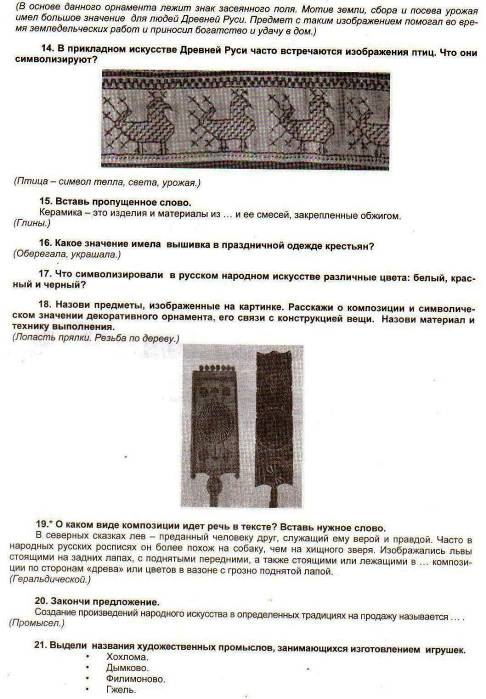 (В основе данного орнамента лежит знак засеянного поля. Мотив земли, сбора и посева урожая
имел большое значение для людей Древней Руси. Предмет с таким изображением помогал во вре-
мя земледельческих работ и приносил богатство и удачу в дом.)
14. В прикладном искусстве Древней Руси часто встречаются изображения птиц. Что они
символизируют?
(Птица – символ тепла, света, урожая.)
15. Вставь пропущенное слово.
Керамика – это изделия и материалы из … и ее смесей, закрепленные обжигом.
(Глины.)
16. Какое значение имела вышивка в праздничной одежде крестьян?
(Оберегала, украшала.)
17. Что символизировали в русском народном искусстве различные цвета: белый, крас-
ный и черный?
18. Назови предметы, изображенные на картинке. Расскажи о композиции и символиче-
ском значении декоративного орнамента, его связи с конструкцией вещи. Назови материал и
технику выполнения.
(Лопасть прялки. Резьба по дереву.)
19.* О каком виде композиции идет речь в тексте? Вставь нужное слово.
В северных сказках лев – преданный человеку друг, служащий ему верой и правдой. Часто в
народных русских росписях он более похож на собаку, чем на хищного зверя. Изображались львы
стоящими на задних лапах, с поднятыми передними, а также стоящими или лежащими в … компози-
ции по сторонам «древа» или цветов в вазоне с грозно поднятой лапой.
(Геральдической.)
20. Закончи предложение.
Создание произведений народного искусства в определенных традициях на продажу называется … .
(Промысел.)
21. Выдели названия художественных промыслов, занимающихся изготовлением игрушек.
• Хохлома.
• Дымково.
• Филимоново.
• Гжель.